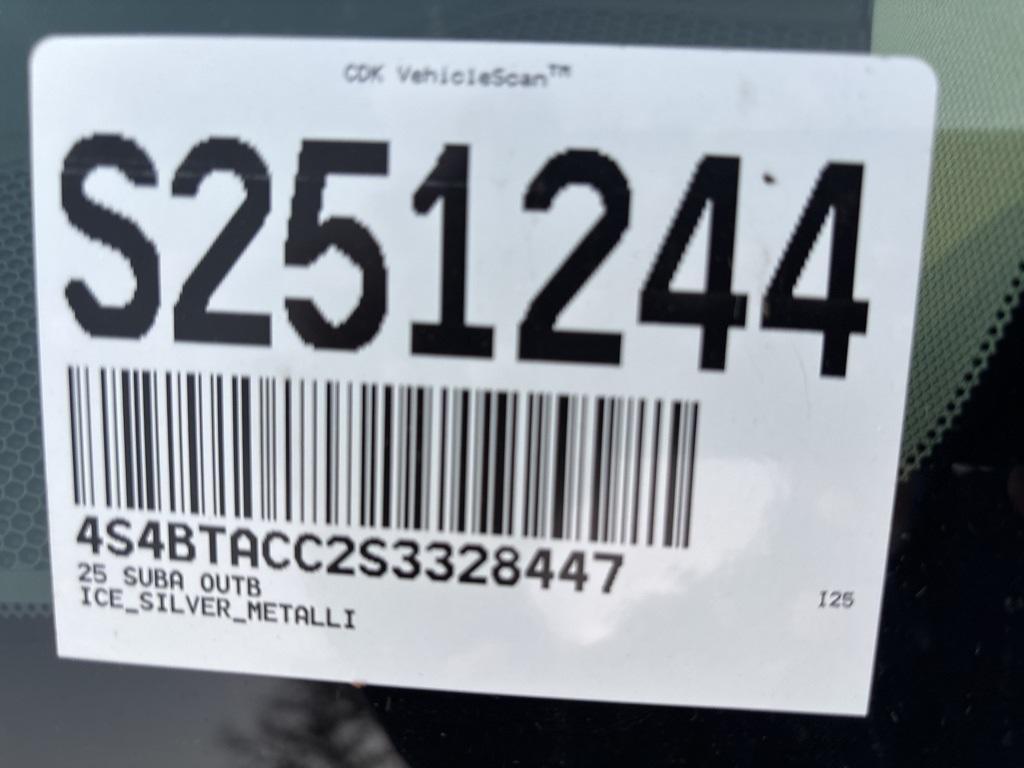 CDK VehicleScan™
S251244
4S4BTACC2S3328447
25 SUBA OUTB
ICE_SILVER_METALLI
I25